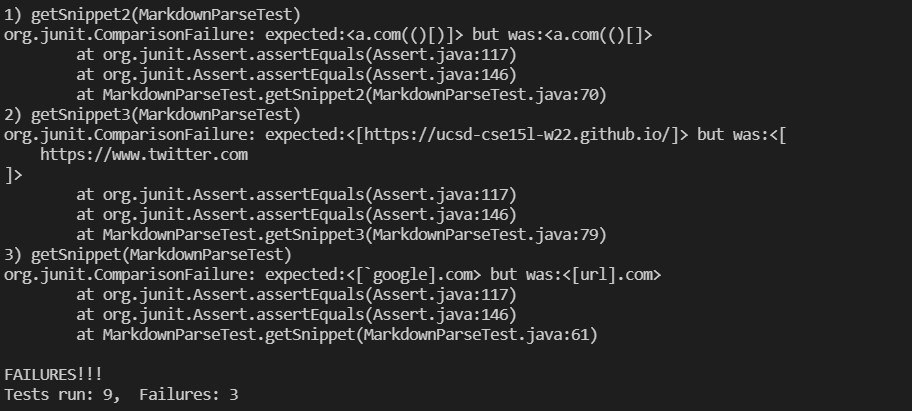 1) getSnippet2(MarkdownParseTest)
org.junit.ComparisonFailure: expected:<a.com(()[)]> but was:<a.com(()[]>
        at org.junit.Assert.assertEquals(Assert.java:117)
        at org.junit.Assert.assertEquals(Assert.java:146)
        at MarkdownParseTest.getSnippet2(MarkdownParseTest.java:70)
2) getSnippet3(MarkdownParseTest)
org.junit.ComparisonFailure: expected:<[https://ucsd-cse15l-w22.github.io/]> but was:<[
    https://www.twitter.com
]>
        at org.junit.Assert.assertEquals(Assert.java:117)
        at org.junit.Assert.assertEquals(Assert.java:146)
        at MarkdownParseTest.getSnippet3(MarkdownParseTest.java:79)
3) getSnippet(MarkdownParseTest)
org.junit.ComparisonFailure: expected:<[`google].com> but was:<[url].com>
        at org.junit.Assert.assertEquals(Assert.java:117)
        at org.junit.Assert.assertEquals(Assert.java:146)
        at MarkdownParseTest.getSnippet(MarkdownParseTest.java:61)

FAILURES!!!
Tests run: 9,  Failures: 3